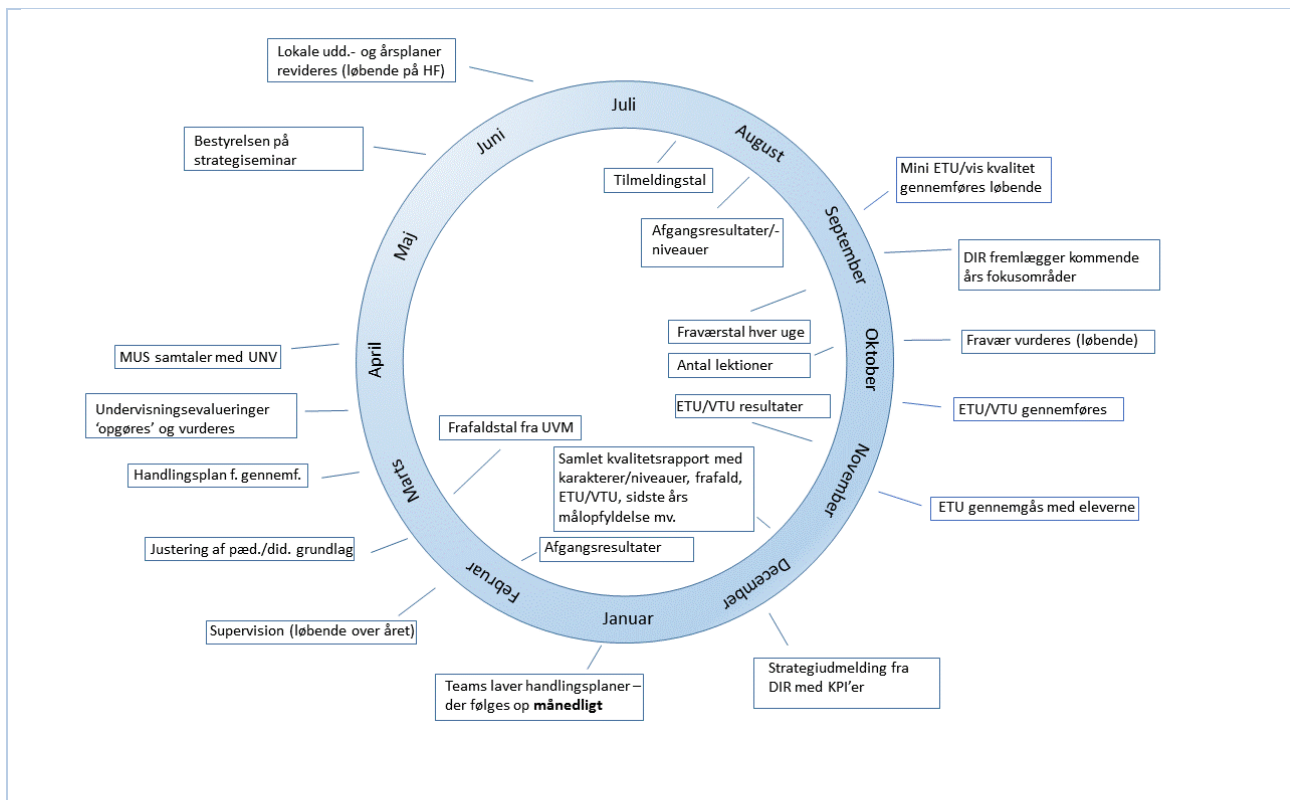 Lokale udd.- og årsplaner
revideres (løbende på HF)
Juli
Juni
August
Bestyrelsen på
strategiseminar
Tilmeldingstal
Mini ETU/vis kvalitet
gennemføres løbende
Afgangsresultater/-
niveauer
September
Maj
DIR fremlægger kommende
års fokusområder
Fraværstal hver uge
Oktober
Fravær vurderes (løbende)
MUS samtaler med UNV
April
Antal lektioner
Undervisningsevalueringer
‘opgøres’ og vurderes
ETU/VTU resultater
ETU/VTU gennemføres
Frafaldstal fra UVM
Handlingsplan f. gennemf.
Marts
Samlet kvalitetsrapport med
karakterer/niveauer, frafald,
ETU/VTU, sidste års
målopfyldelse mv.
November
ETU gennemgås med eleverne
Justering af pæd./did. grundlag
Afgangsresultater
Februar
December
Januar
Supervision (løbende over året)
Teams laver handlingsplaner –
der følges op månedligt
Strategiudmelding fra
DIR med KPI’er